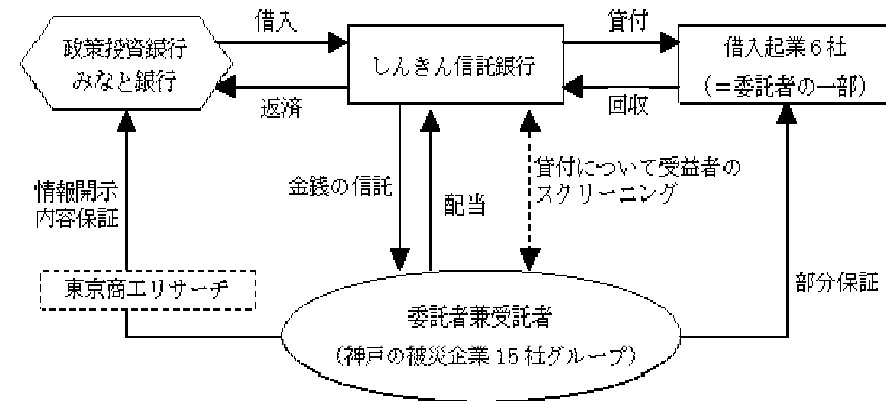 借入
貸付
政策投資銀行
みなと銀行
しんきん信託銀行
借入起業6社
（＝委託者の一部）
返済
回収
情報開示
内容保証
金銭の信託
配当
貸付について受益者の
スクリーニング
東京商工リサーチ
部分保証
委託者兼受託者
（神戸の被災企業15社グループ）